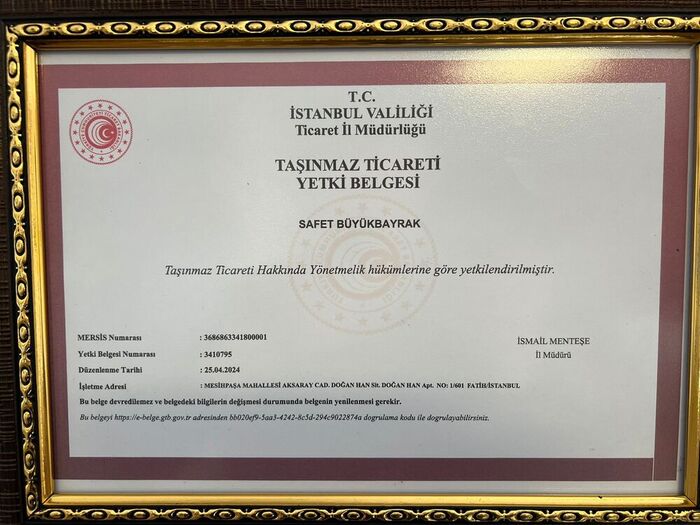 T.C.
İSTANBUL VALİLİĞİ
Ticaret İl Müdürlüğü
TAŞINMAZ TİCARETİ
YETKİ BELGESİ
SAFET BÜYÜKBAYRAK
Taşınmaz Ticareti Hakkında Yönetmelik hükümlerine göre yetkilendirilmiştir.
MERSİS Numarası : 3686863341800001
Yetki Belgesi Numarası : 3410795
Düzenlenme Tarihi : 25.04.2024
İşletme Adresi : MESİHPAŞA MAHALLESİ AKSARAY CAD. DOĞAN HAN Sit. DOĞAN HAN Apt. NO: 1/601 FATİH/İSTANBUL
İSMAİL MENTEŞE
İl Müdürü
Bu belge devredilemez ve belgedeki bilgilerin değişmesi durumunda belgenin yenilenmesi gerekir.
Bu belgeyi https://e-belge.gtb.gov.tr adresinden bb020ef9-5aa3-4242-8c5d-294c9022874a dogrulama kodu ile dogrulayabilirsiniz.